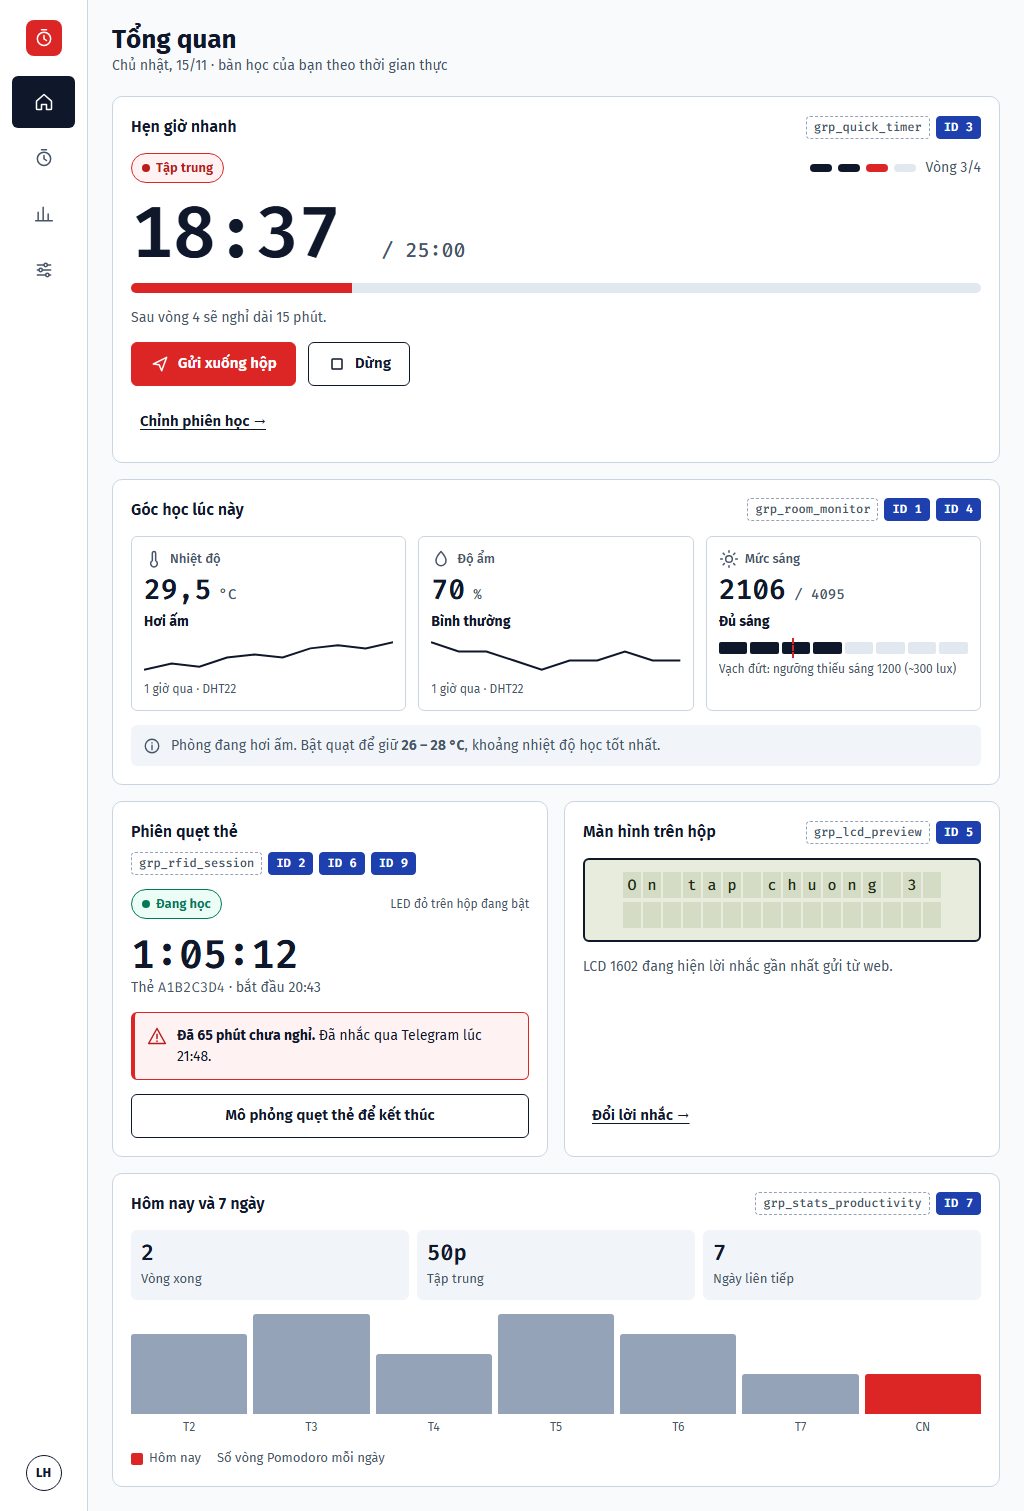 Tổng quan
Chủ nhật, 15/11 · bàn học của bạn theo thời gian thực
Hẹn giờ nhanh
grp_quick_timer ID 3
Tập trung
Vòng 3/4
18:37 / 25:00
Sau vòng 4 sẽ nghỉ dài 15 phút.
Gửi xuống hộp
Dừng
Chỉnh phiên học →
Góc học lúc này
grp_room_monitor ID 1 ID 4
Nhiệt độ
29,5 °C
Hơi ấm
1 giờ qua · DHT22
Độ ẩm
70 %
Bình thường
1 giờ qua · DHT22
Mức sáng
2106 / 4095
Đủ sáng
Vạch đứt: ngưỡng thiếu sáng 1200 (~300 lux)
Phòng đang hơi ấm. Bật quạt để giữ 26 – 28 °C, khoảng nhiệt độ học tốt nhất.
Phiên quẹt thẻ
grp_rfid_session ID 2 ID 6 ID 9
Đang học
LED đỏ trên hộp đang bật
1:05:12
Thẻ A1B2C3D4 · bắt đầu 20:43
Đã 65 phút chưa nghỉ. Đã nhắc qua Telegram lúc
21:48.
Mô phỏng quẹt thẻ để kết thúc
Màn hình trên hộp
grp_lcd_preview ID 5
On tap chuong 3
LCD 1602 đang hiện lời nhắc gần nhất gửi từ web.
Đổi lời nhắc →
Hôm nay và 7 ngày
grp_stats_productivity ID 7
2
Vòng xong
50p
Tập trung
7
Ngày liên tiếp
T2 T3 T4 T5 T6 T7 CN
Hôm nay
Số vòng Pomodoro mỗi ngày
LH